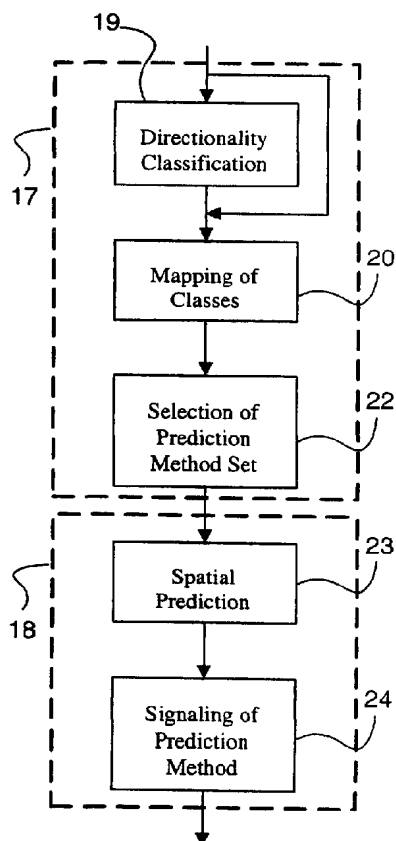 19
Directionality
Classification
17
Mapping of
Classes
20
Selection of
Prediction
Method Set
22
Spatial
Prediction
23
18
Signaling of
Prediction
Method
24